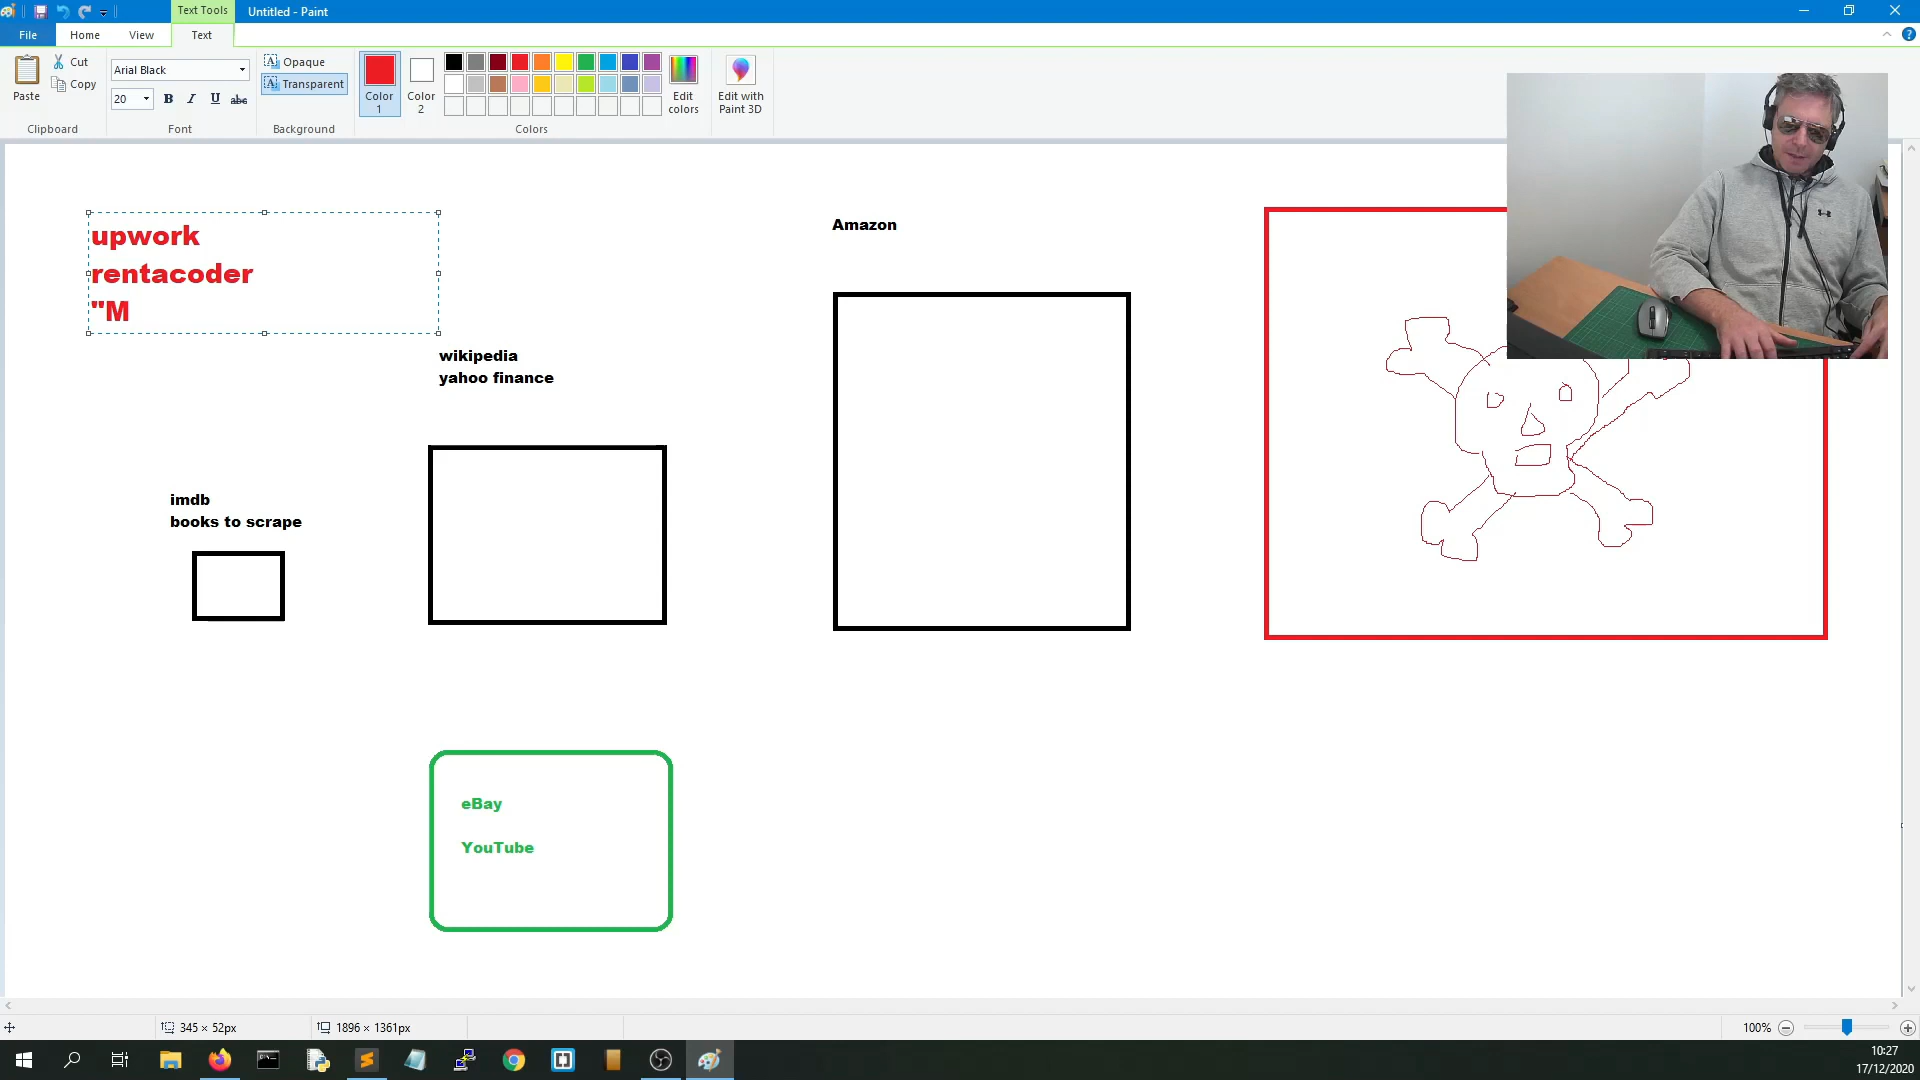 Text Tools
Untitled - Paint
File
Home
View
Text
Paste
Cut
Copy
Clipboard
Arial Black
20
B
I
U
abc
Font
A Opaque
A Transparent
Background
Color
1
Color
2
Edit
colors
Colors
Edit with
Paint 3D
upwork
rentacoder
"M
wikipedia
yahoo finance
Amazon
imdb
books to scrape
eBay
YouTube
345 × 52px
1896 × 1361px
100%
10:27
17/12/2020